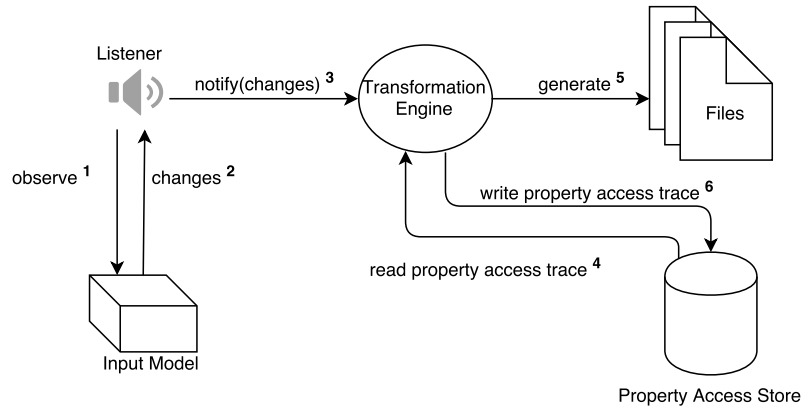 Listener
notify(changes) 3
Transformation
Engine
generate 5
Files
observe 1
changes 2
write property access trace 6
read property access trace 4
Input Model
Property Access Store